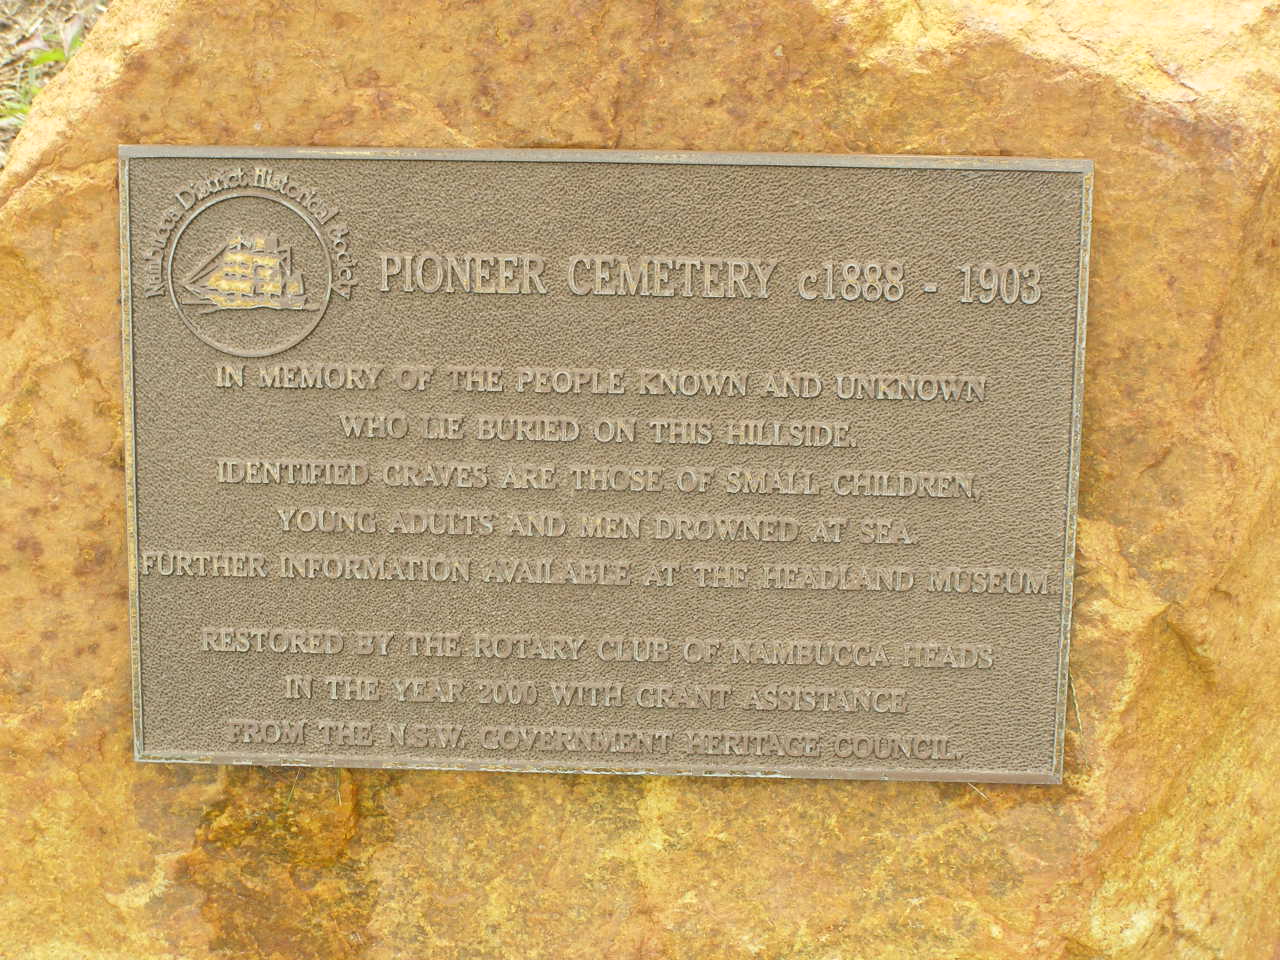 Nambucca District Historical Society
PIONEER CEMETERY c1888 - 1903
IN MEMORY OF THE PEOPLE KNOWN AND UNKNOWN
WHO LIE BURIED ON THIS HILLSIDE.
IDENTIFIED GRAVES ARE THOSE OF SMALL CHILDREN,
YOUNG ADULTS AND MEN DROWNED AT SEA.
FURTHER INFORMATION AVAILABLE AT THE HEADLAND MUSEUM.
RESTORED BY THE ROTARY CLUB OF NAMBUCCA HEADS
IN THE YEAR 2000 WITH GRANT ASSISTANCE
FROM THE N.S.W. GOVERNMENT HERITAGE COUNCIL.